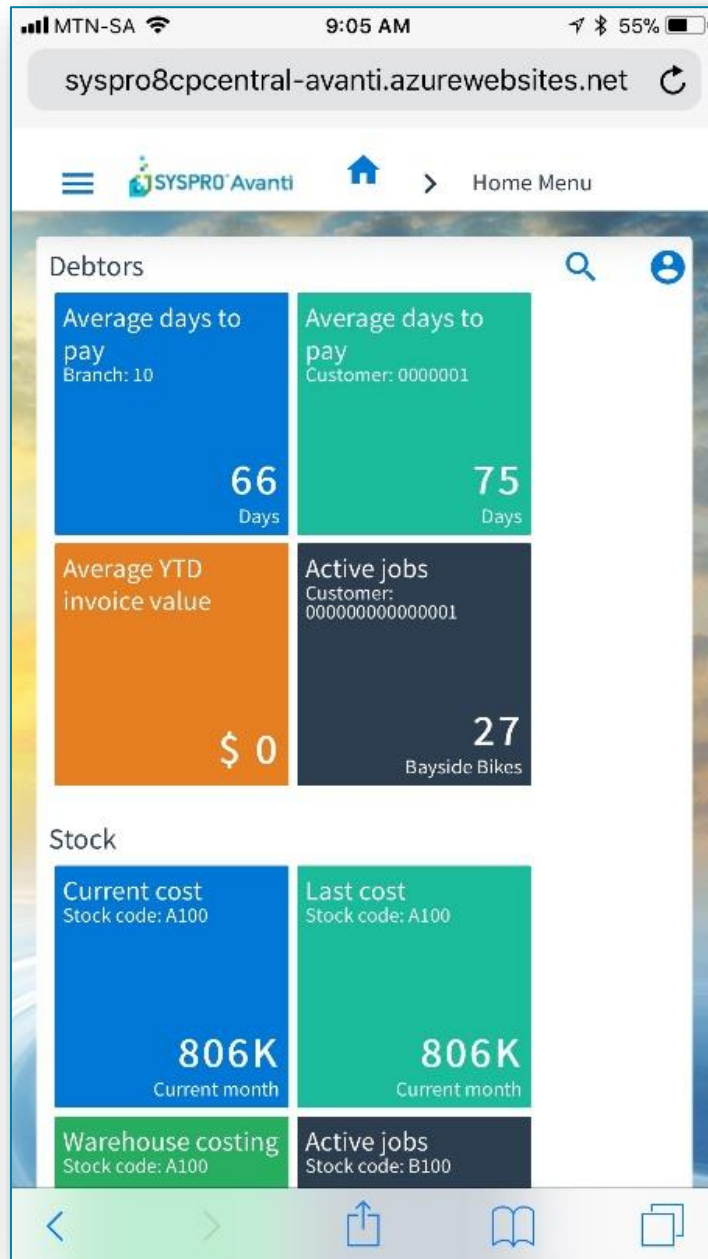 MTN-SA 9:05 AM 55%
syspro8cpcentral-avanti.azurewebsites.net
SYSPRO Avanti Home Menu
Debtors
Average days to
pay
Branch: 10
66
Days
Average days to
pay
Customer: 0000001
75
Days
Average YTD
invoice value
$ 0
Active jobs
Customer:
000000000000001
27
Bayside Bikes
Stock
Current cost
Stock code: A100
806K
Current month
Last cost
Stock code: A100
806K
Current month
Warehouse costing
Stock code: A100
Active jobs
Stock code: B100